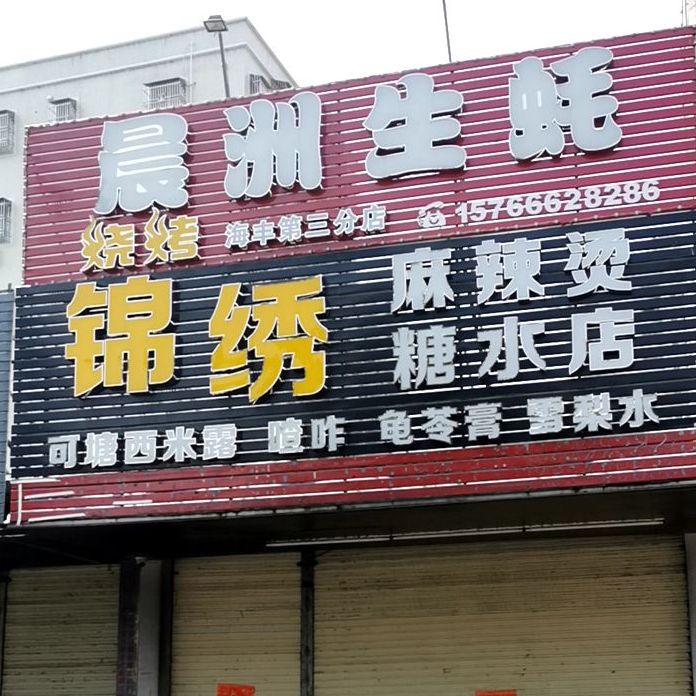 晨洲生蚝
烧烤 海丰第三分店 15766628286
锦绣 麻辣烫
糖水店
可塘西米露 喳咋 龟苓膏 雪梨水